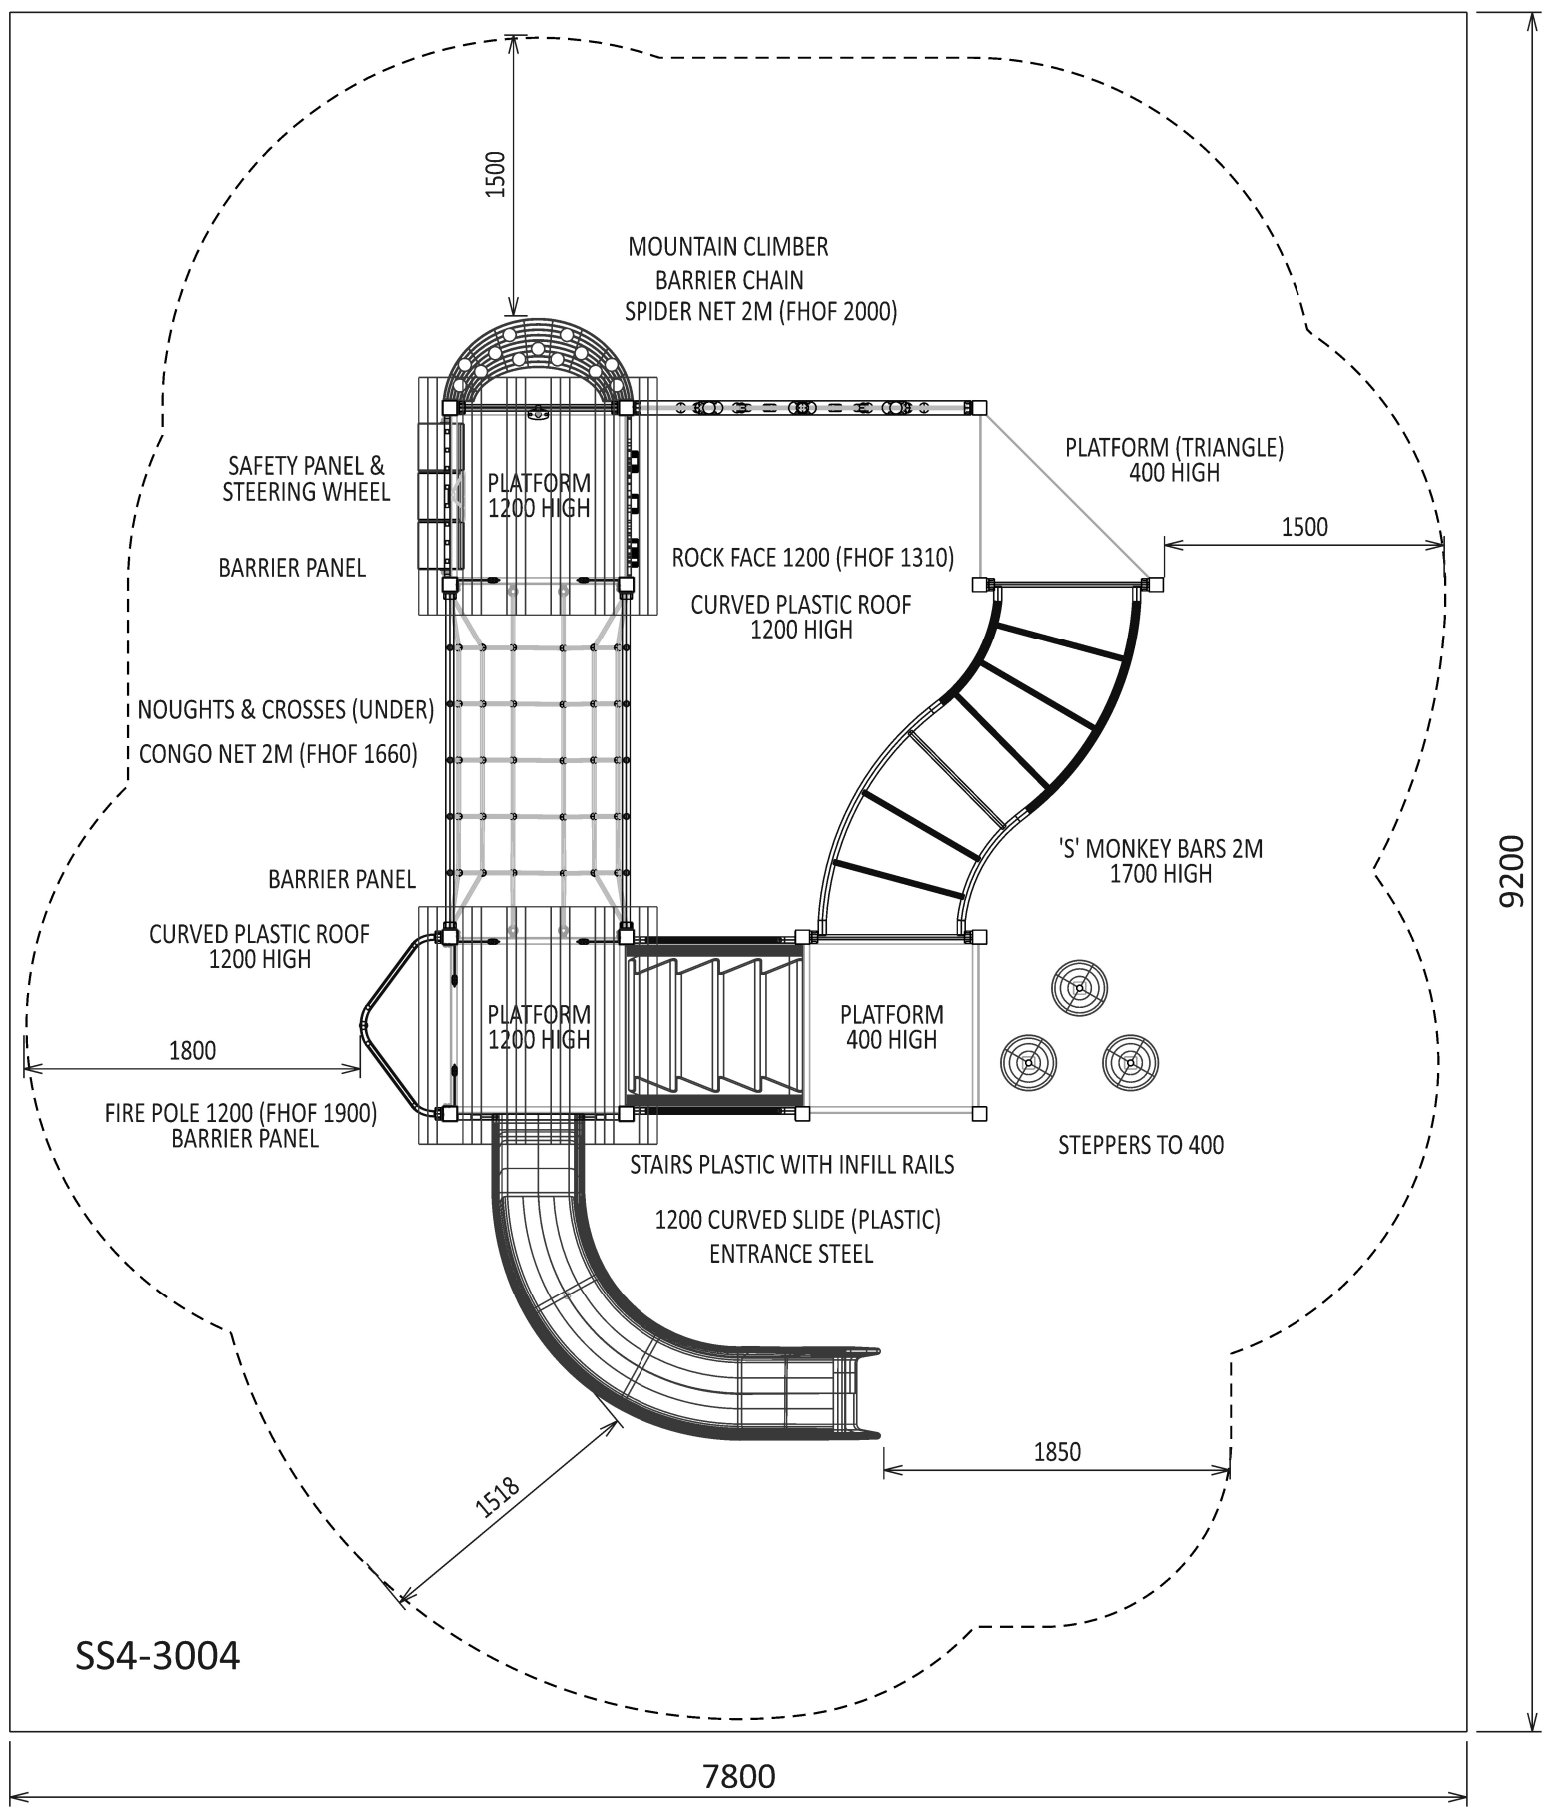 1500
MOUNTAIN CLIMBER
BARRIER CHAIN
SPIDER NET 2M (FHOF 2000)
PLATFORM (TRIANGLE)
400 HIGH
SAFETY PANEL &
STEERING WHEEL
PLATFORM
1200 HIGH
1500
BARRIER PANEL
ROCK FACE 1200 (FHOF 1310)
CURVED PLASTIC ROOF
1200 HIGH
NOUGHTS & CROSSES (UNDER)
CONGO NET 2M (FHOF 1660)
'S' MONKEY BARS 2M
1700 HIGH
9200
BARRIER PANEL
CURVED PLASTIC ROOF
1200 HIGH
PLATFORM
1200 HIGH
PLATFORM
400 HIGH
1800
FIRE POLE 1200 (FHOF 1900)
BARRIER PANEL
STEPPERS TO 400
STAIRS PLASTIC WITH INFILL RAILS
1200 CURVED SLIDE (PLASTIC)
ENTRANCE STEEL
1850
1518
SS4-3004
7800